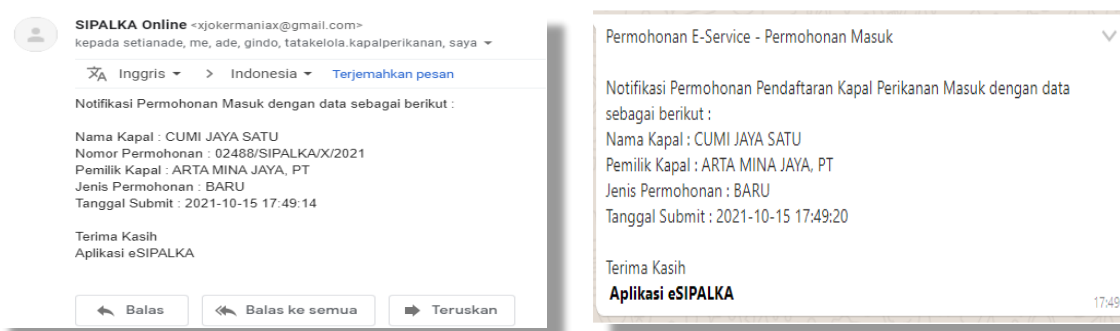 SIPALKA Online <xjokermaniax@gmail.com>
kepada setianade, me, ade, gindo, tatakelola.kapalperikanan, saya
Inggris > Indonesia Terjemahkan pesan
Notifikasi Permohonan Masuk dengan data sebagai berikut :
Nama Kapal : CUMI JAYA SATU
Nomor Permohonan : 02488/SIPALKA/X/2021
Pemilik Kapal : ARTA MINA JAYA, PT
Jenis Permohonan : BARU
Tanggal Submit : 2021-10-15 17:49:14
Terima Kasih
Aplikasi eSIPALKA
Balas Balas ke semua Teruskan
Permohonan E-Service - Permohonan Masuk
Notifikasi Permohonan Pendaftaran Kapal Perikanan Masuk dengan data
sebagai berikut :
Nama Kapal : CUMI JAYA SATU
Pemilik Kapal : ARTA MINA JAYA, PT
Jenis Permohonan : BARU
Tanggal Submit : 2021-10-15 17:49:20
Terima Kasih
Aplikasi eSIPALKA
17:49